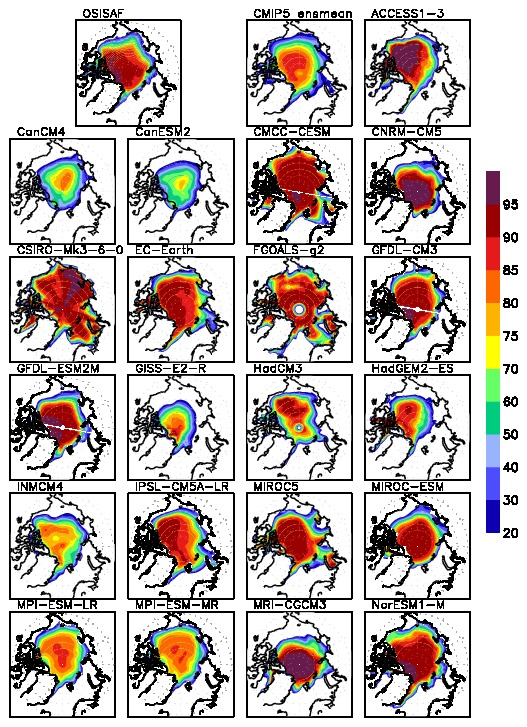 OSISAF CMIP5 ensmean ACCESS1-3
CanCM4 CanESM2 CMCC-CESM CNRM-CM5
CSIRO-Mk3-6-0 EC-Earth FGOALS-g2 GFDL-CM3
GFDL-ESM2M GISS-E2-R HadCM3 HadGEM2-ES
INMCM4 IPSL-CM5A-LR MIROC5 MIROC-ESM
MPI-ESM-LR MPI-ESM-MR MRI-CGCM3 NorESM1-M
95
90
85
80
75
70
60
50
40
30
20